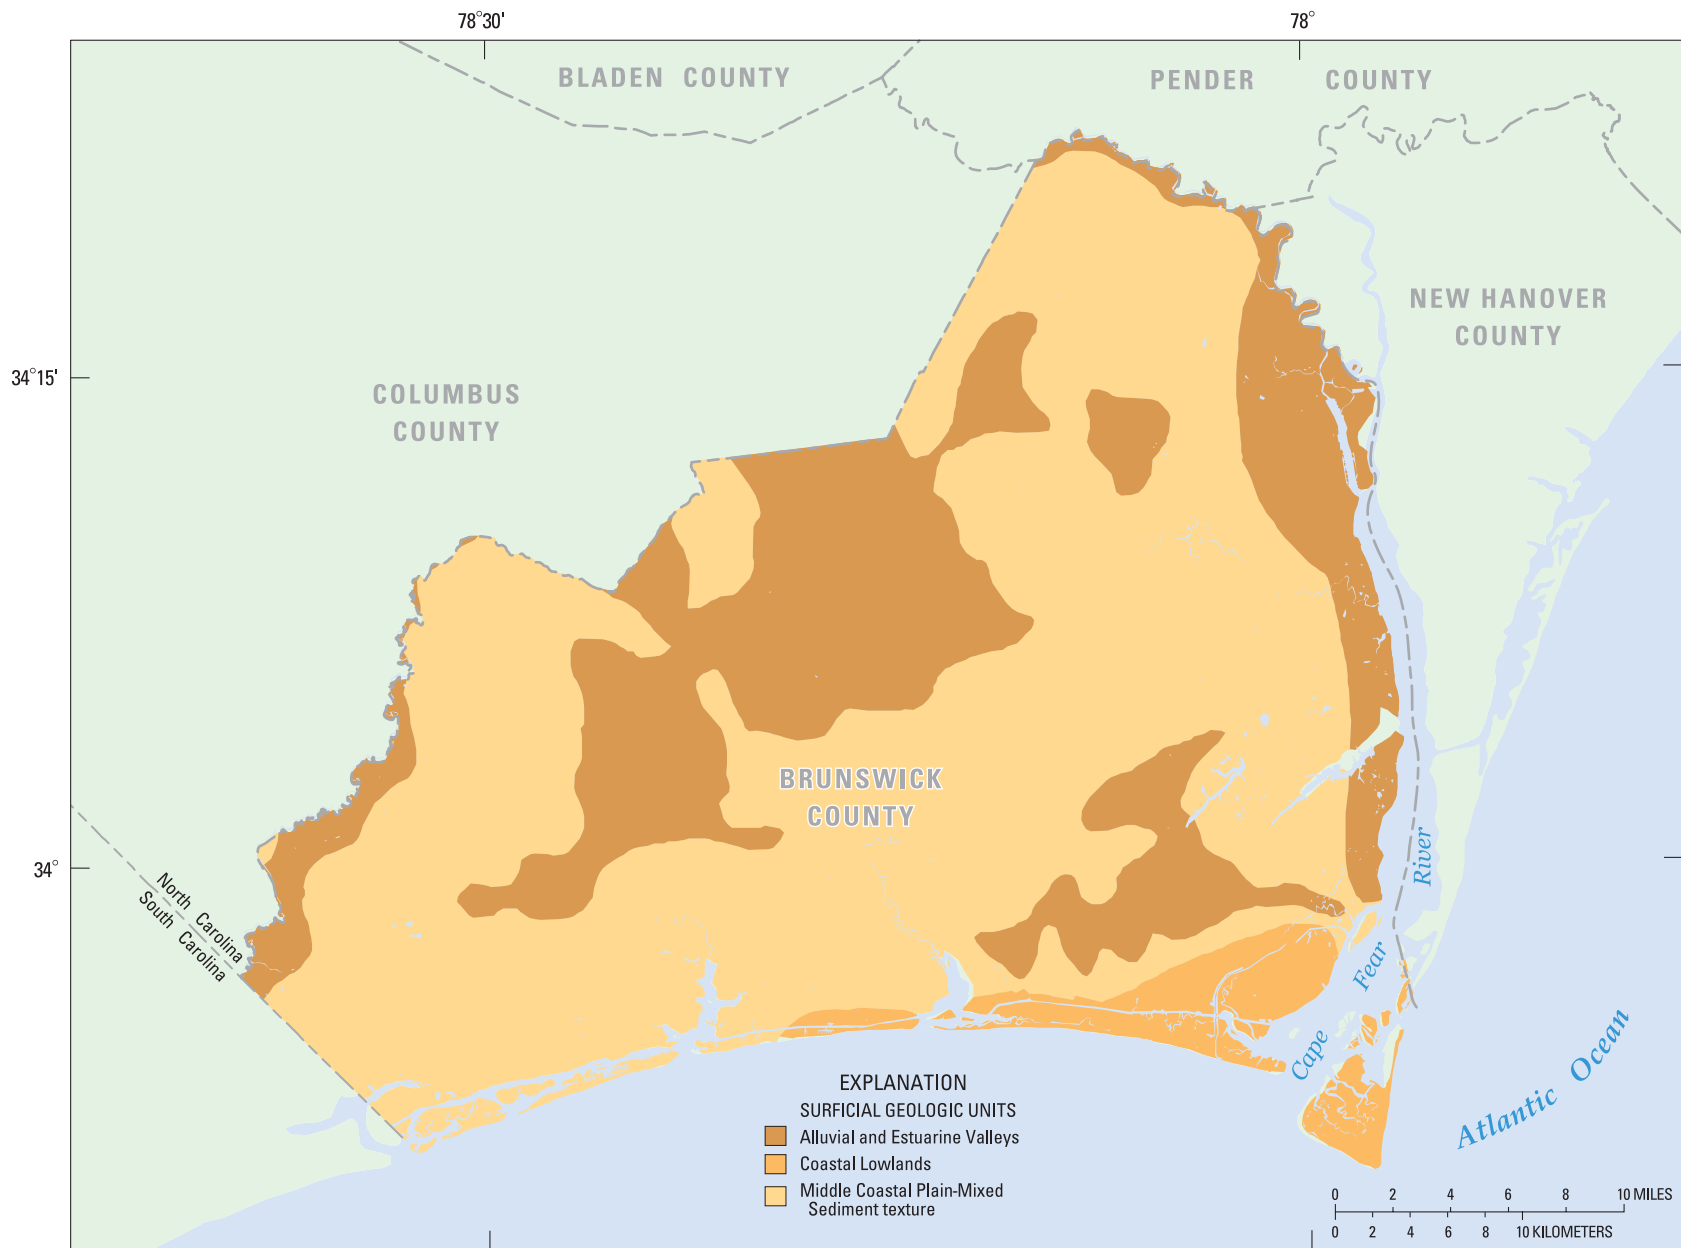 78°30'
78°
BLADEN COUNTY
PENDER COUNTY
NEW HANOVER
COUNTY
34°15'
COLUMBUS
COUNTY
BRUNSWICK
COUNTY
34°
North Carolina
South Carolina
River
Fear
Cape
Atlantic Ocean
EXPLANATION
SURFICIAL GEOLOGIC UNITS
Alluvial and Estuarine Valleys
Coastal Lowlands
Middle Coastal Plain-Mixed
Sediment texture
0 2 4 6 8 10 MILES
0 2 4 6 8 10 KILOMETERS